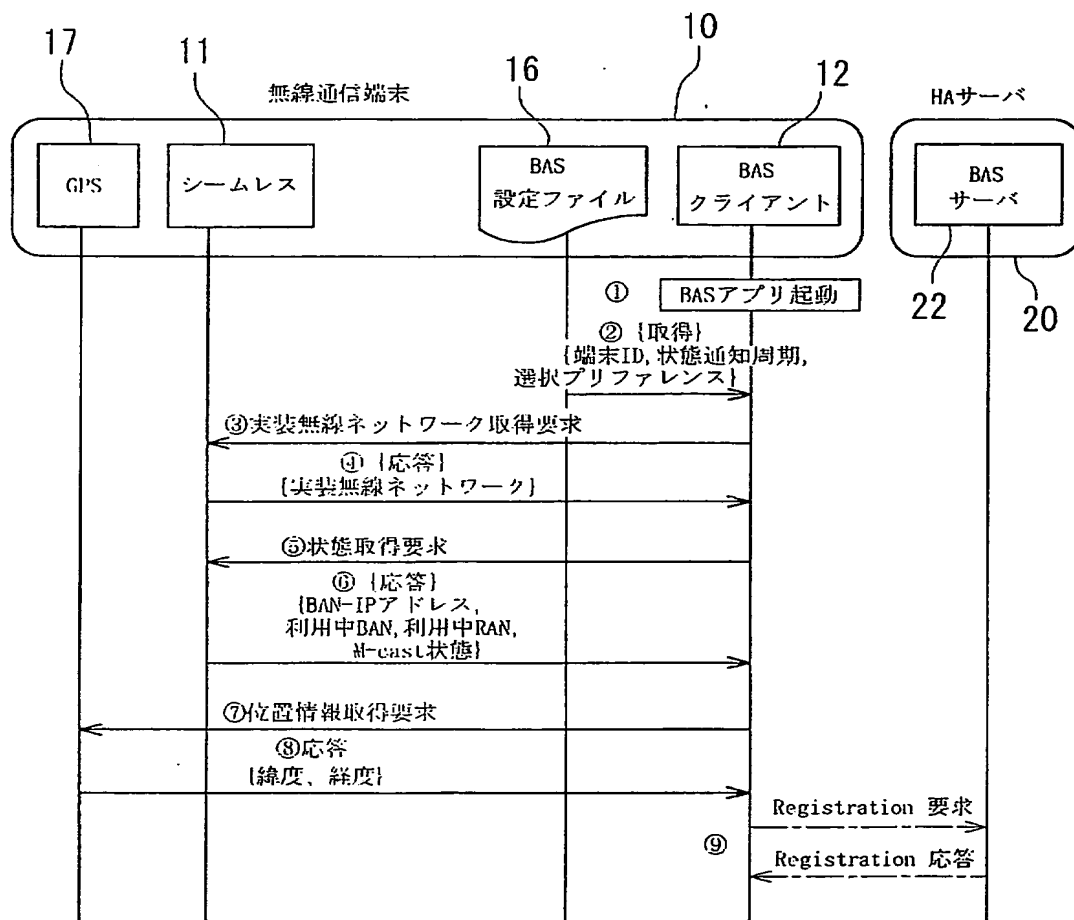 17
11
16
10
12
無線通信端末
HAサーバ
GPS
シームレス
BAS
設定ファイル
BAS
クライアント
BAS
サーバ
22
20
① BASアプリ起動
② {取得}
{端末ID, 状態通知周期,
選択プリファレンス}
③実装無線ネットワーク取得要求
④ {応答}
{実装無線ネットワーク}
⑤状態取得要求
⑥ {応答}
{BAN-IPアドレス,
利用中BAN, 利用中RAN,
M-cast状態}
⑦位置情報取得要求
⑧応答
{緯度、経度}
Registration 要求
⑨
Registration 応答